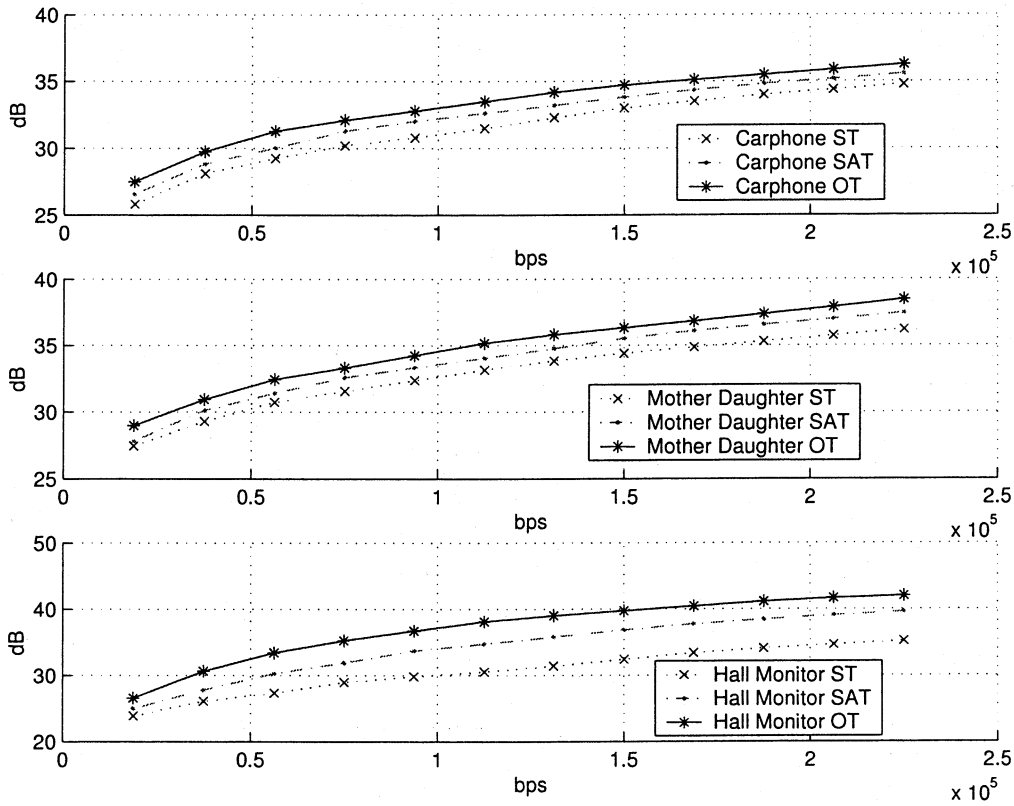 40
35
30
25
dB
0 0.5 1 1.5 2 2.5
bps
x 10^5
Carphone ST
Carphone SAT
Carphone OT
40
35
30
25
dB
0 0.5 1 1.5 2 2.5
bps
x 10^5
Mother Daughter ST
Mother Daughter SAT
Mother Daughter OT
50
40
30
20
dB
0 0.5 1 1.5 2 2.5
bps
x 10^5
Hall Monitor ST
Hall Monitor SAT
Hall Monitor OT